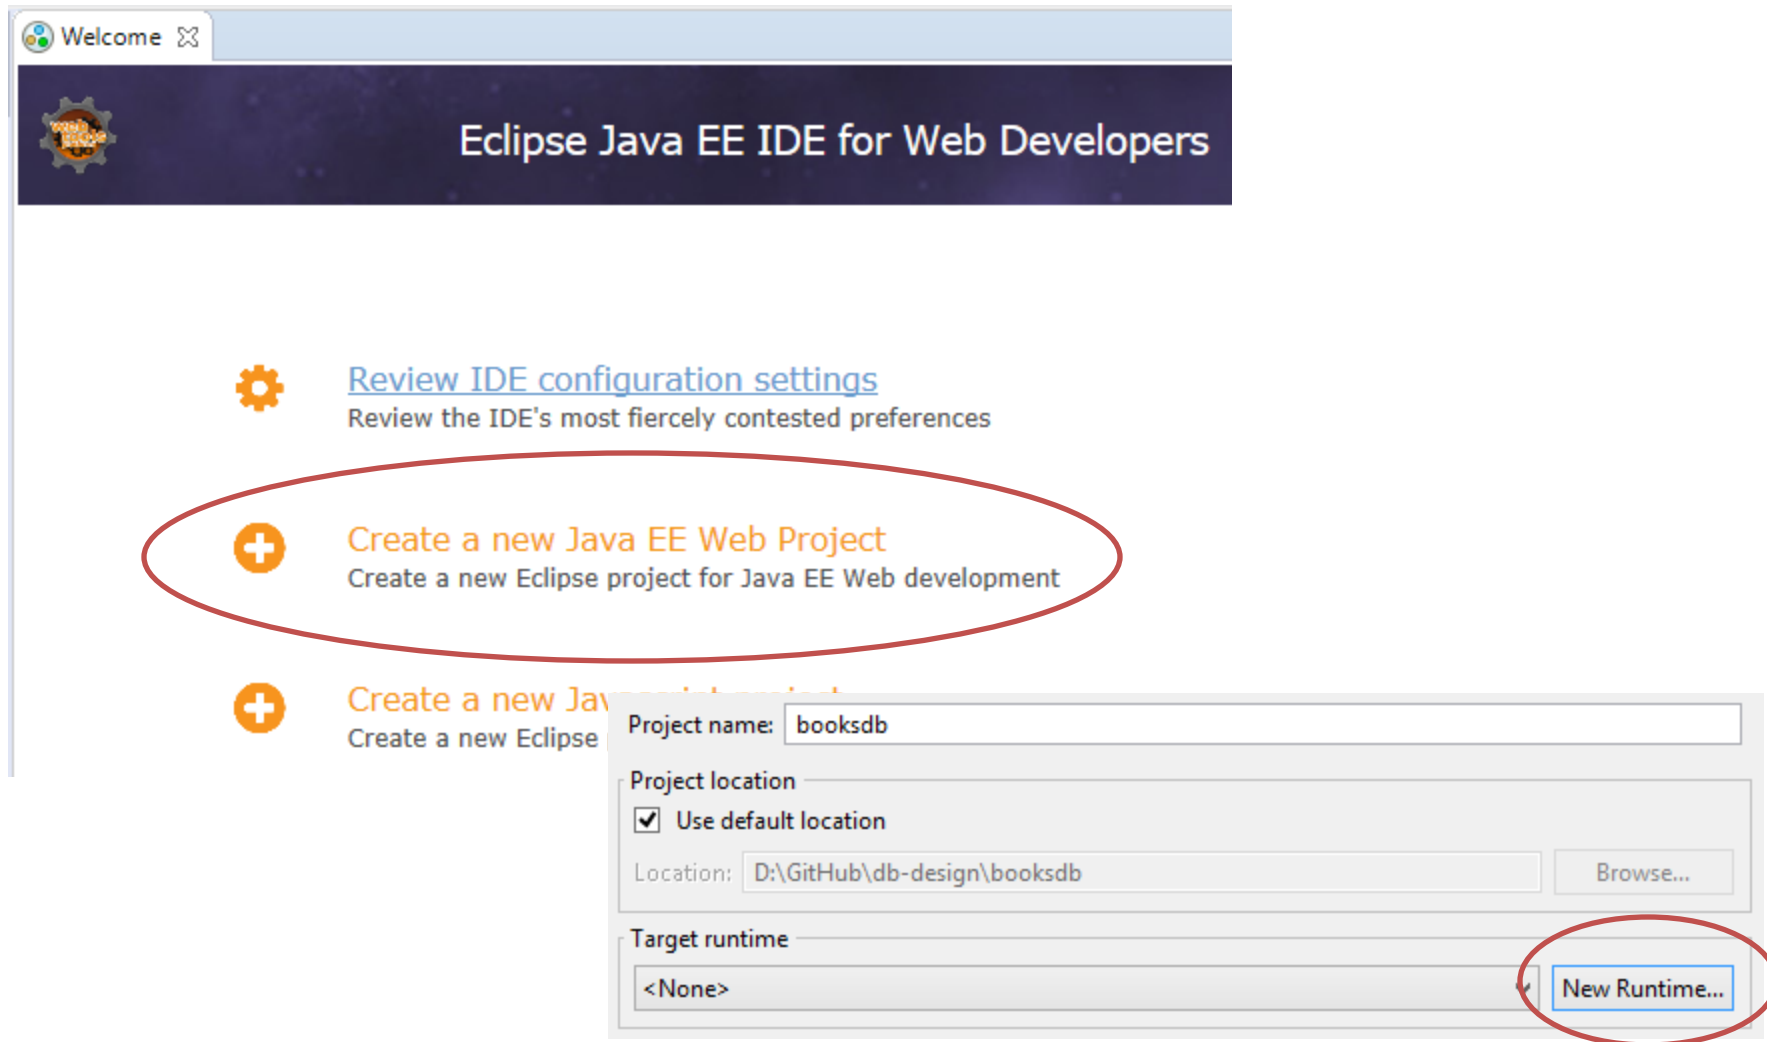 Welcome
Eclipse Java EE IDE for Web Developers
Review IDE configuration settings
Review the IDE's most fiercely contested preferences
Create a new Java EE Web Project
Create a new Eclipse project for Java EE Web development
Create a new Javascript project
Create a new Eclipse
Project name: booksdb
Project location
Use default location
Location: D:\GitHub\db-design\booksdb Browse...
Target runtime
<None> New Runtime...